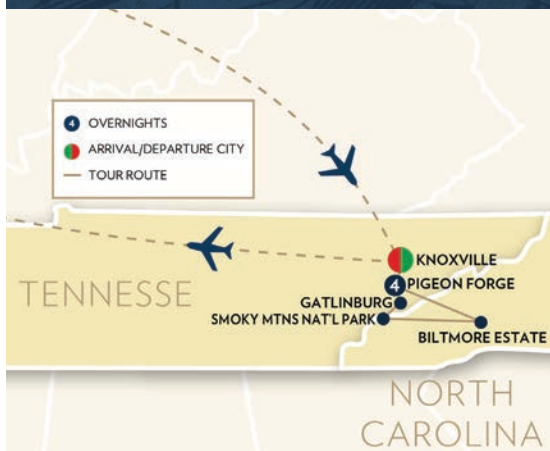 4 OVERNIGHTS
ARRIVAL/DEPARTURE CITY
TOUR ROUTE
KNOXVILLE
4 PIGEON FORGE
TENNESSEE
GATLINBURG
SMOKY MTNS NAT'L PARK
BILTMORE ESTATE
NORTH
CAROLINA